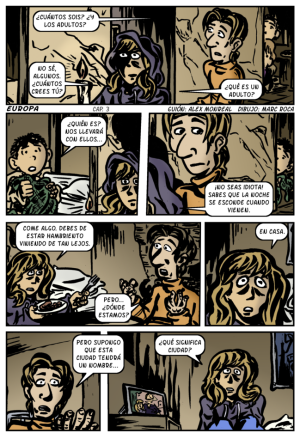 ¿CUÁNTOS SOIS? ¿Y
LOS ADULTOS?
NO SÉ,
ALGUNOS.
¿CUÁNTOS
CREES TÚ?
¿QUÉ ES UN
ADULTO?
EUROPA CAP. 3 GUIÓN: ALEX MONREAL DIBUJO: MARC ROCA
¿QUIÉN ES?
NOS LLEVARÁ
CON ELLOS...
¡NO SEAS IDIOTA!
SABES QUE LA NOCHE
SE ESCONDE CUANDO
VIENEN.
COME ALGO. DEBES DE
ESTAR HAMBRIENTO
VINIENDO DE TAN LEJOS.
PERO...
¿DÓNDE
ESTAMOS?
EN CASA.
PERO SUPONGO
QUE ESTA
CIUDAD TENDRÁ
UN NOMBRE...
¿QUÉ SIGNIFICA
CIUDAD?